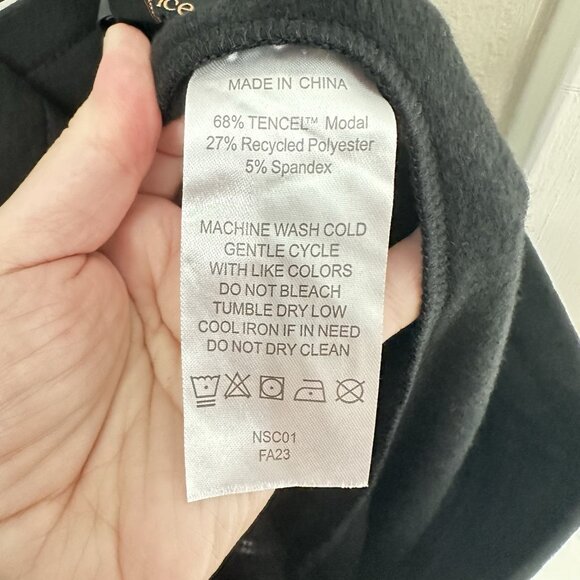 MADE IN CHINA
68% TENCEL™ Modal
27% Recycled Polyester
5% Spandex
MACHINE WASH COLD
GENTLE CYCLE
WITH LIKE COLORS
DO NOT BLEACH
TUMBLE DRY LOW
COOL IRON IF IN NEED
DO NOT DRY CLEAN
NSC01
FA23